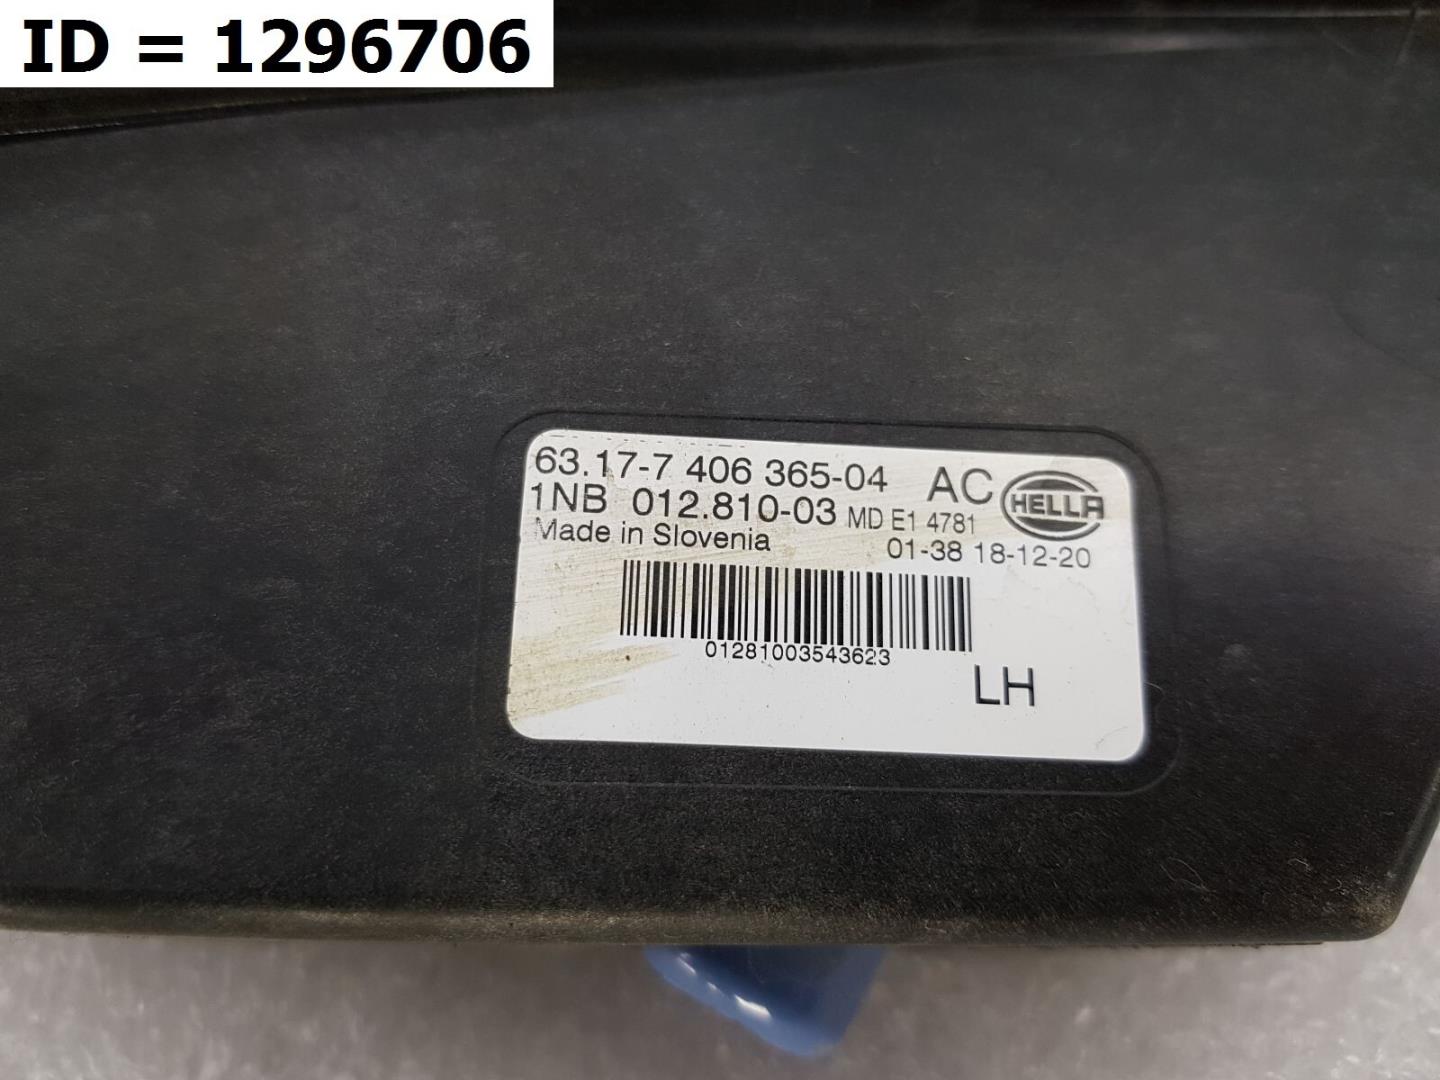 ID = 1296706
63.17-7 406 365-04 AC HELLA
1NB 012.810-03 MD E1 4781
Made in Slovenia 01-38 18-12-20
01281003543623
LH